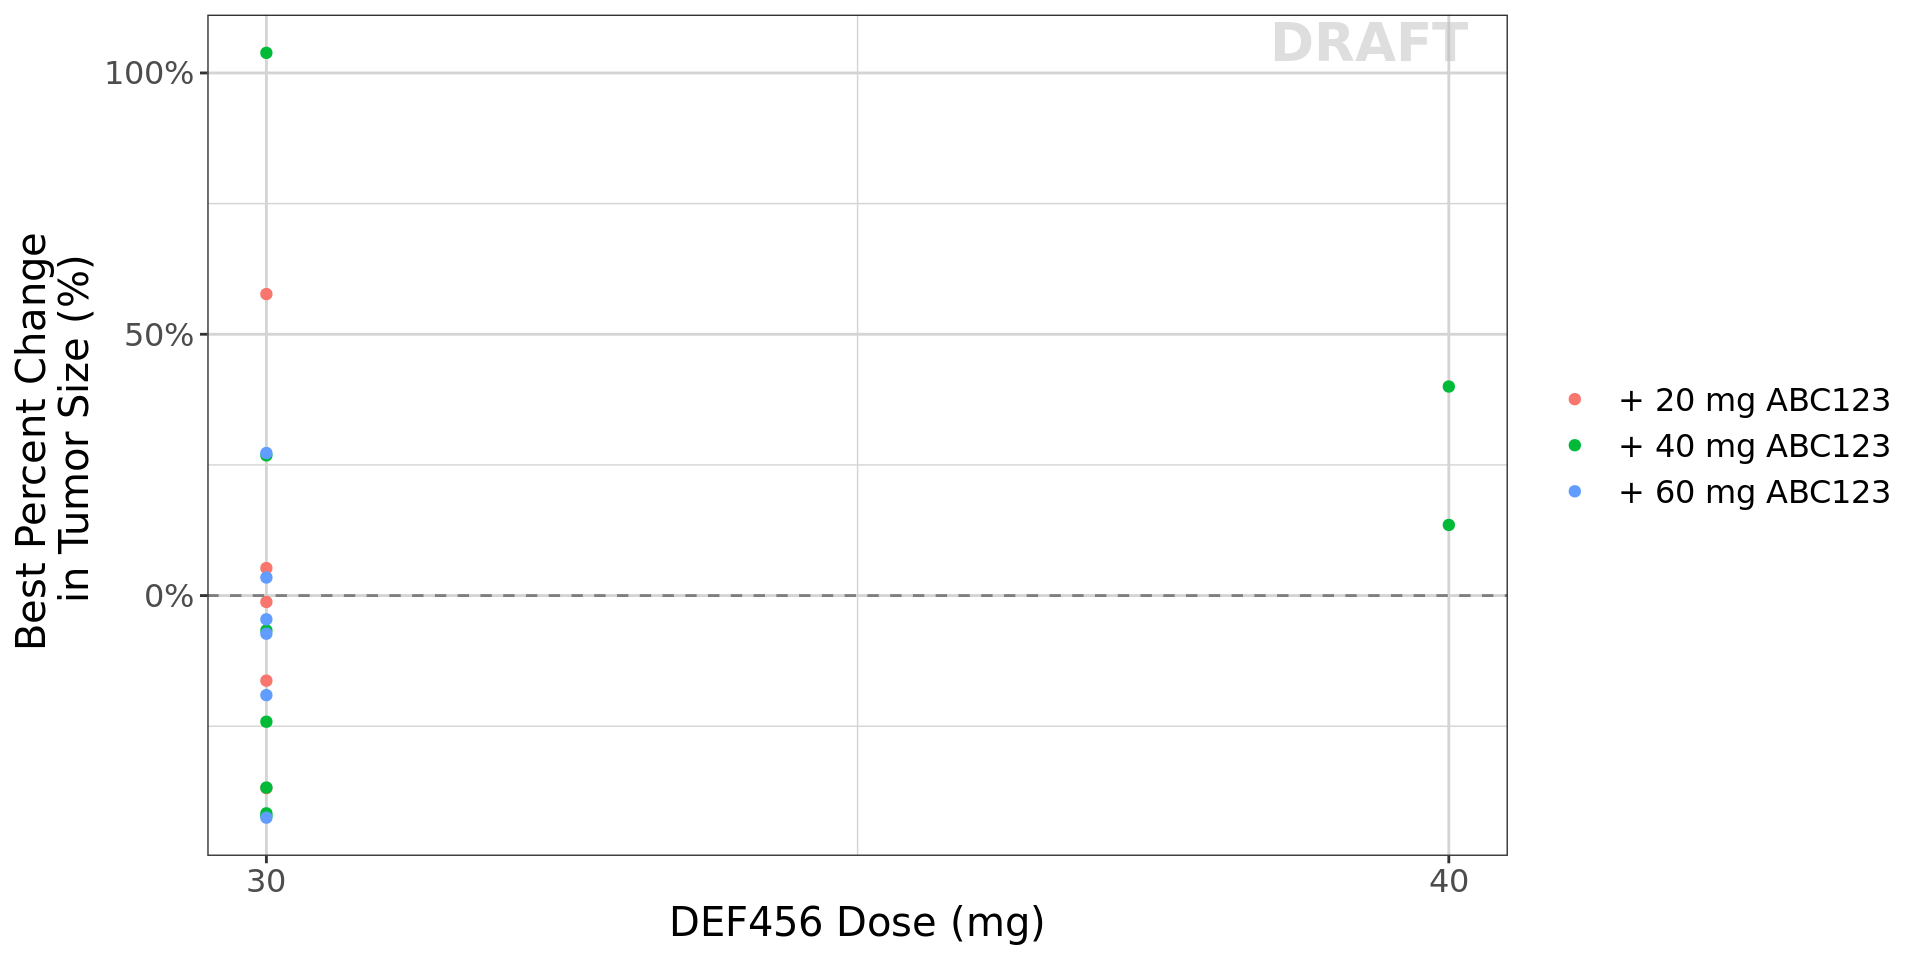 DRAFT
100%
50%
0%
Best Percent Change
in Tumor Size (%)
30
40
DEF456 Dose (mg)
+ 20 mg ABC123
+ 40 mg ABC123
+ 60 mg ABC123